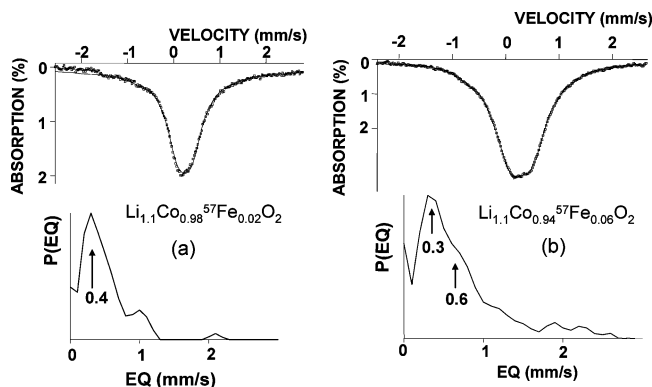 VELOCITY (mm/s)
-2 -1 0 1 2
ABSORPTION (%)
0
1
2
Li1.1Co0.98⁵⁷Fe0.02O2
(a)
P(EQ)
0.4
0 1 2
EQ (mm/s)
VELOCITY (mm/s)
-2 -1 0 1 2
ABSORPTION (%)
0
1
2
Li1.1Co0.94⁵⁷Fe0.06O2
(b)
P(EQ)
0.3
0.6
0 1 2
EQ (mm/s)